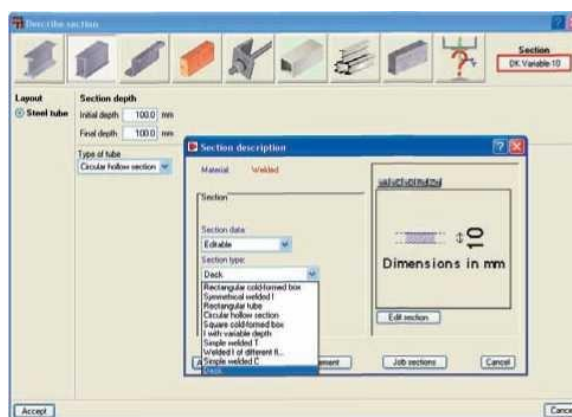 Describe section
Section
DK Variable 10
Layout
Steel tube
Section depth
Initial depth 100.0 mm
Final depth 100.0 mm
Type of tube
Circular hollow section
Section description
Material: Welded
Section
Section data:
Editable
Section type:
Deck
Rectangular cold-formed box
Symmetrical welded I
Rectangular tube
Circular hollow section
Square cold-formed box
I with variable depth
Simple welded T
Welded I of different fl...
Simple welded C
Deck
10
Dimensions in mm
Edit section
Job sections
Cancel
Accept